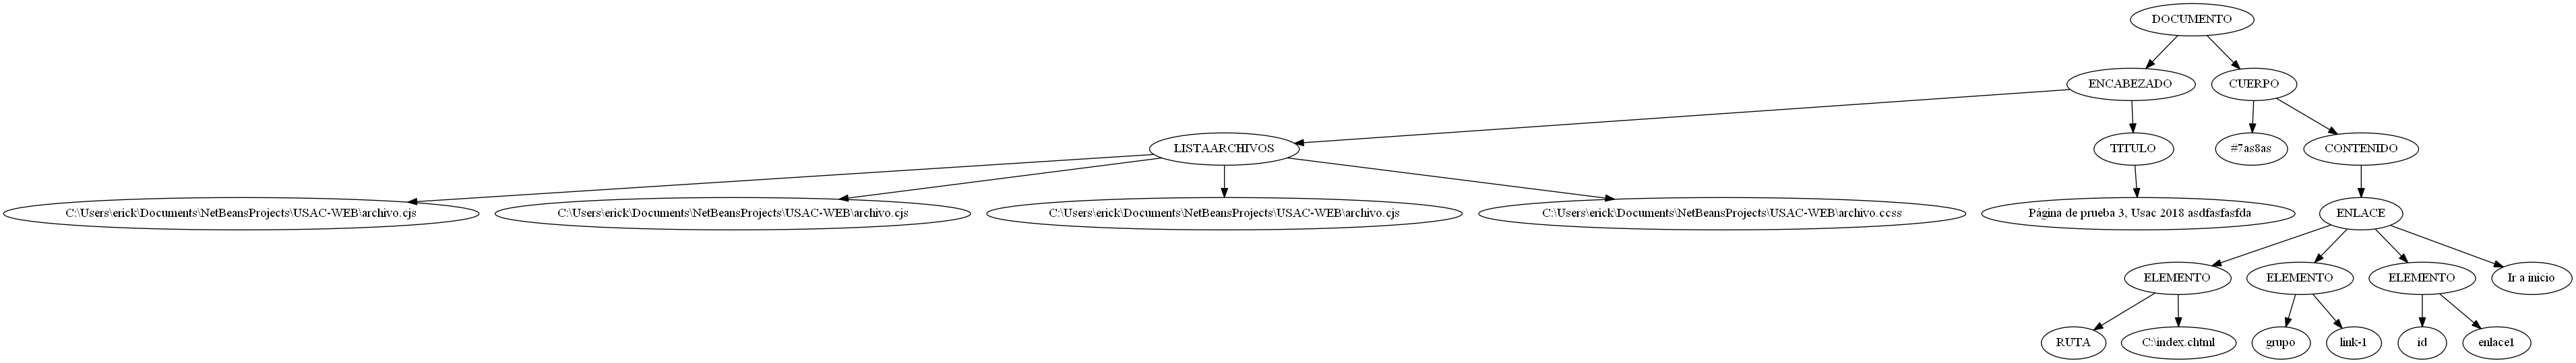 DOCUMENTO
ENCABEZADO
CUERPO
LISTAARCHIVOS
TITULO
#7as8as
CONTENIDO
C:\Users\erick\Documents\NetBeansProjects\USAC-WEB\archivo.cjs
C:\Users\erick\Documents\NetBeansProjects\USAC-WEB\archivo.cjs
C:\Users\erick\Documents\NetBeansProjects\USAC-WEB\archivo.cjs
C:\Users\erick\Documents\NetBeansProjects\USAC-WEB\archivo.ccss
Página de prueba 3, Usac 2018 asdfasfasfda
ENLACE
ELEMENTO
ELEMENTO
ELEMENTO
Ir a inicio
RUTA
C:\index.chtml
grupo
link-1
id
enlace1